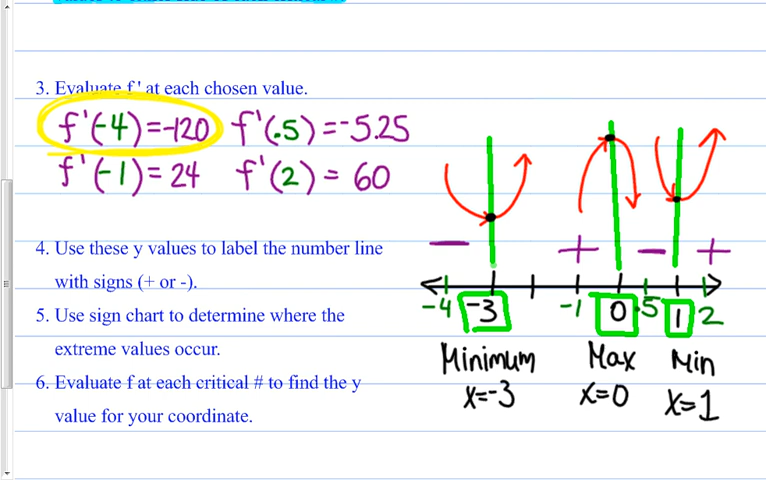 3. Evaluate f' at each chosen value.
f'(-4)=-120 f'(.5)=-5.25
f'(-1)=24 f'(2)=60
4. Use these y values to label the number line
with signs (+ or -).
5. Use sign chart to determine where the
extreme values occur.
6. Evaluate f at each critical # to find the y
value for your coordinate.
− + − +
-4 -3 -1 0 .5 1 2
Minimum Max Min
x=-3 x=0 x=1